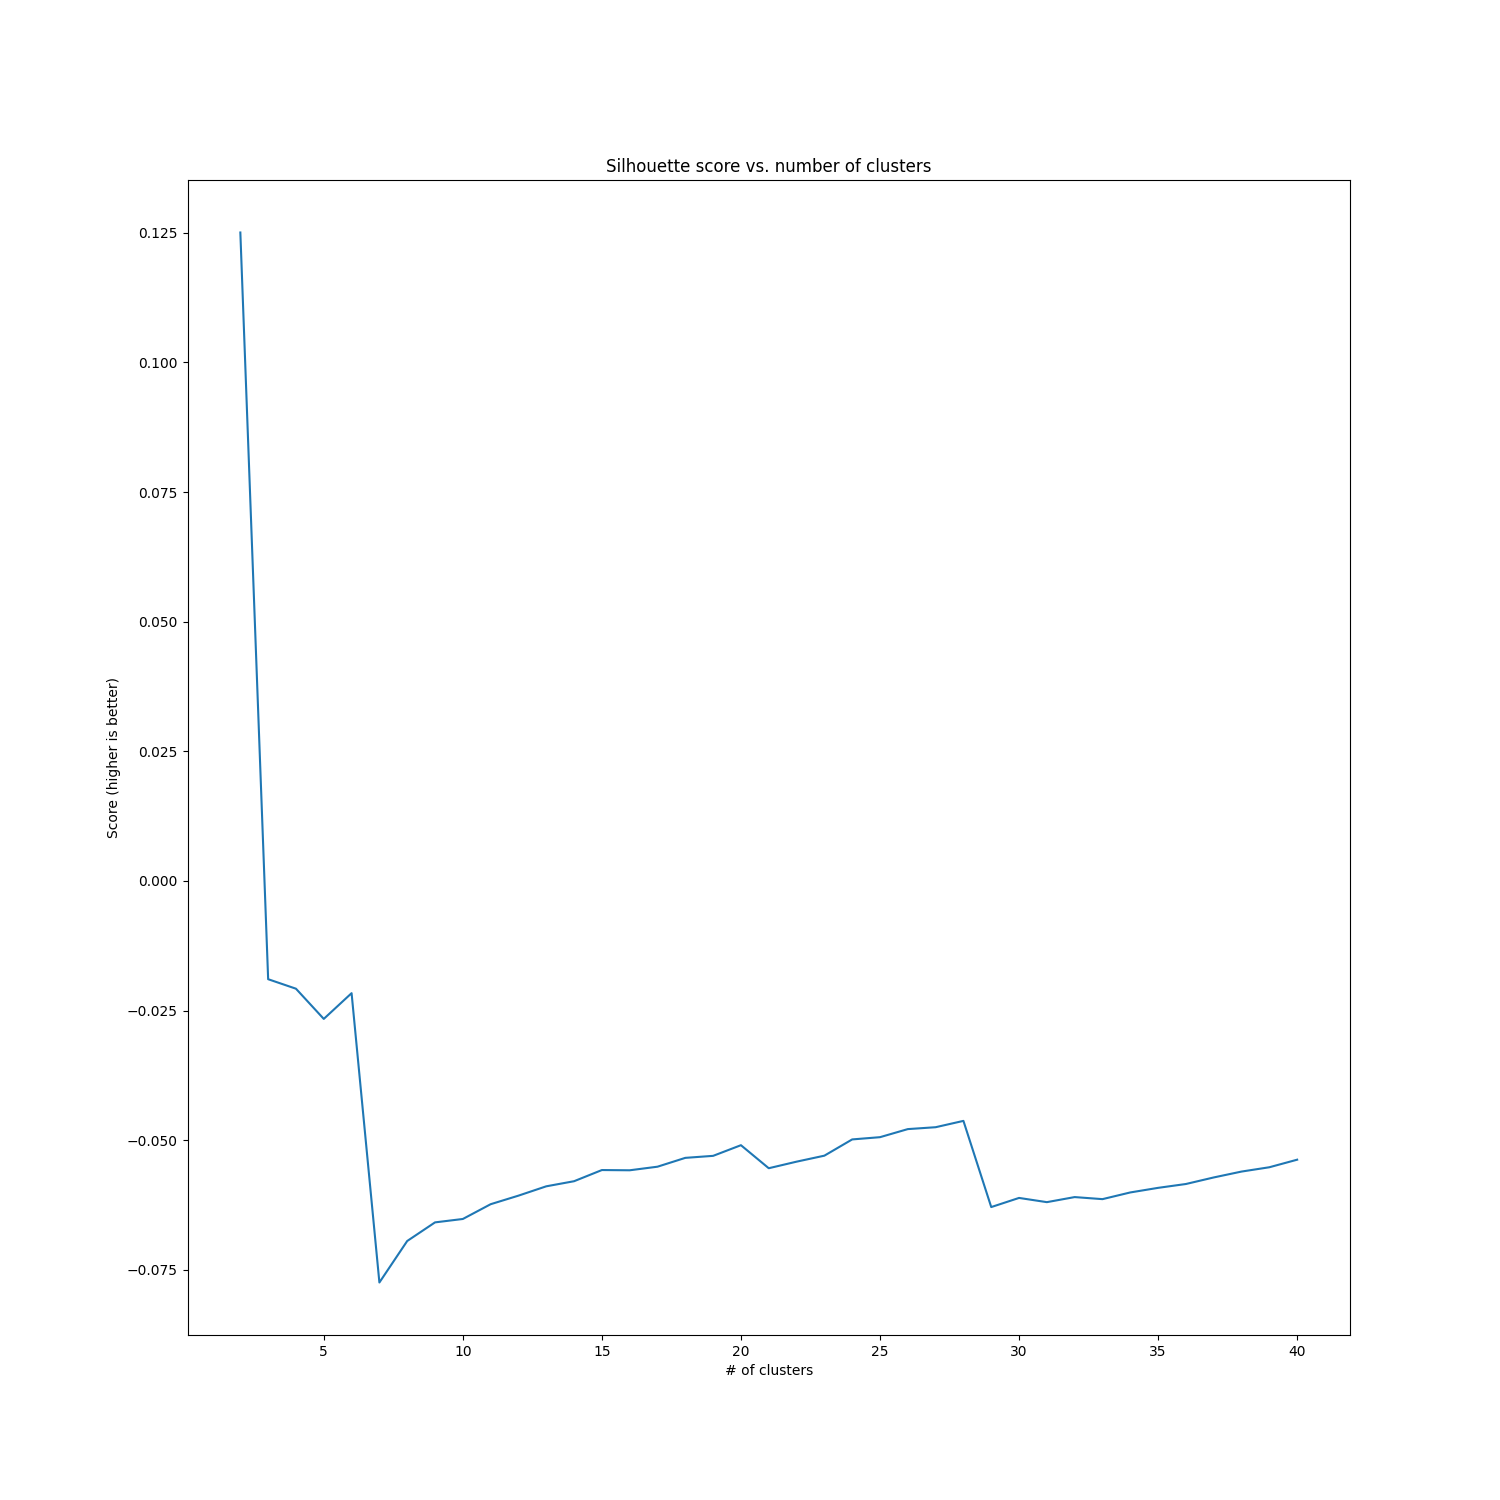 Silhouette score vs. number of clusters
0.125
0.100
0.075
0.050
0.025
0.000
−0.025
−0.050
−0.075
Score (higher is better)
5 10 15 20 25 30 35 40
# of clusters